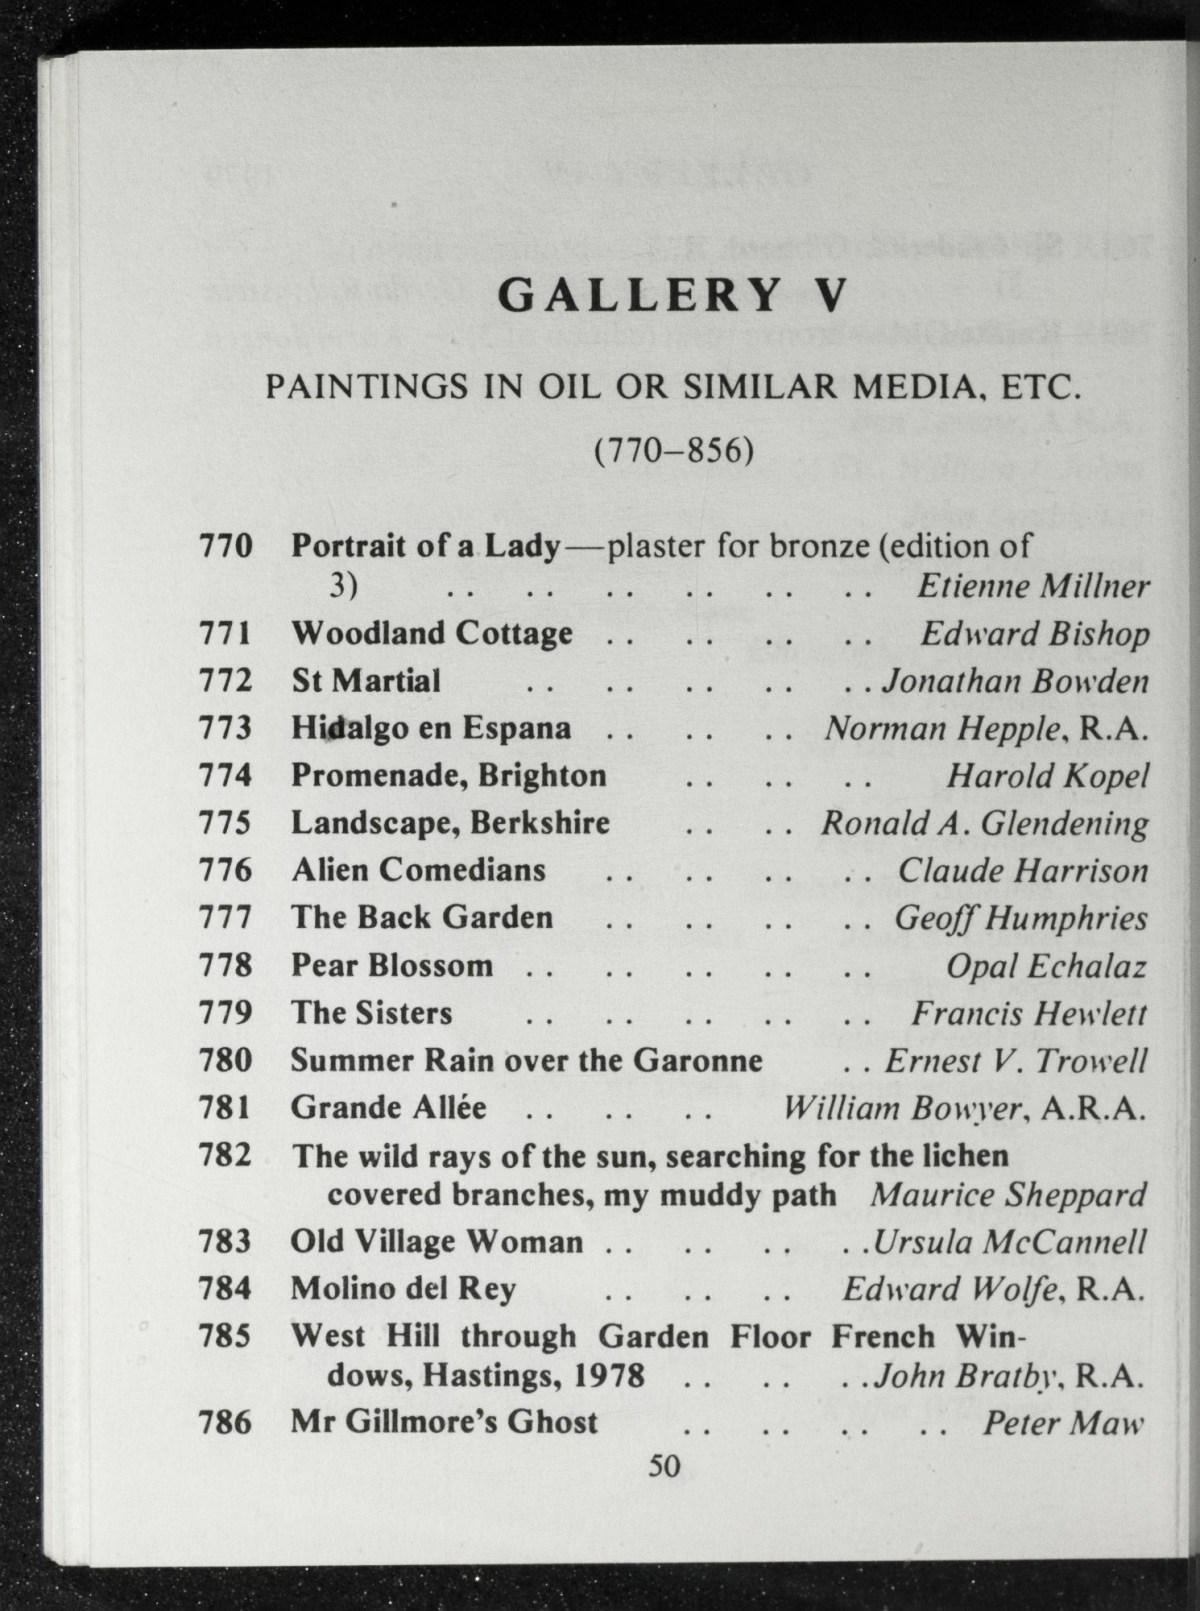 GALLERY V
PAINTINGS IN OIL OR SIMILAR MEDIA, ETC.
(770–856)
770 Portrait of a Lady—plaster for bronze (edition of
3) .. .. .. .. .. .. Etienne Millner
771 Woodland Cottage .. .. .. .. Edward Bishop
772 St Martial .. .. .. .. .. Jonathan Bowden
773 Hidalgo en Espana .. .. .. Norman Hepple, R.A.
774 Promenade, Brighton .. .. .. Harold Kopel
775 Landscape, Berkshire .. .. Ronald A. Glendening
776 Alien Comedians .. .. .. .. Claude Harrison
777 The Back Garden .. .. .. .. Geoff Humphries
778 Pear Blossom .. .. .. .. .. Opal Echalaz
779 The Sisters .. .. .. .. .. Francis Hewlett
780 Summer Rain over the Garonne .. Ernest V. Trowell
781 Grande Allée .. .. .. William Bowyer, A.R.A.
782 The wild rays of the sun, searching for the lichen
covered branches, my muddy path Maurice Sheppard
783 Old Village Woman .. .. .. .. Ursula McCannell
784 Molino del Rey .. .. .. Edward Wolfe, R.A.
785 West Hill through Garden Floor French Win-
dows, Hastings, 1978 .. .. .. John Bratby, R.A.
786 Mr Gillmore's Ghost .. .. .. .. Peter Maw
50